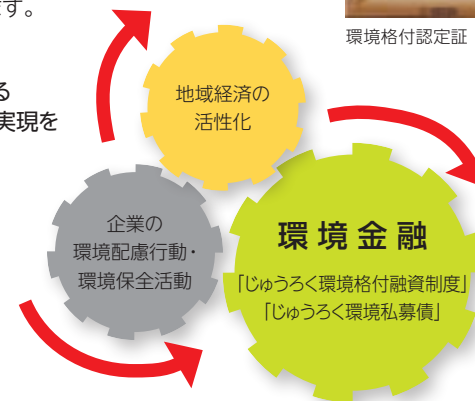 ます。
環境格付認定証
る
実現を
地域経済の
活性化
企業の
環境配慮行動・
環境保全活動
環境金融
「じゅうろく環境格付融資制度」
「じゅうろく環境私募債」